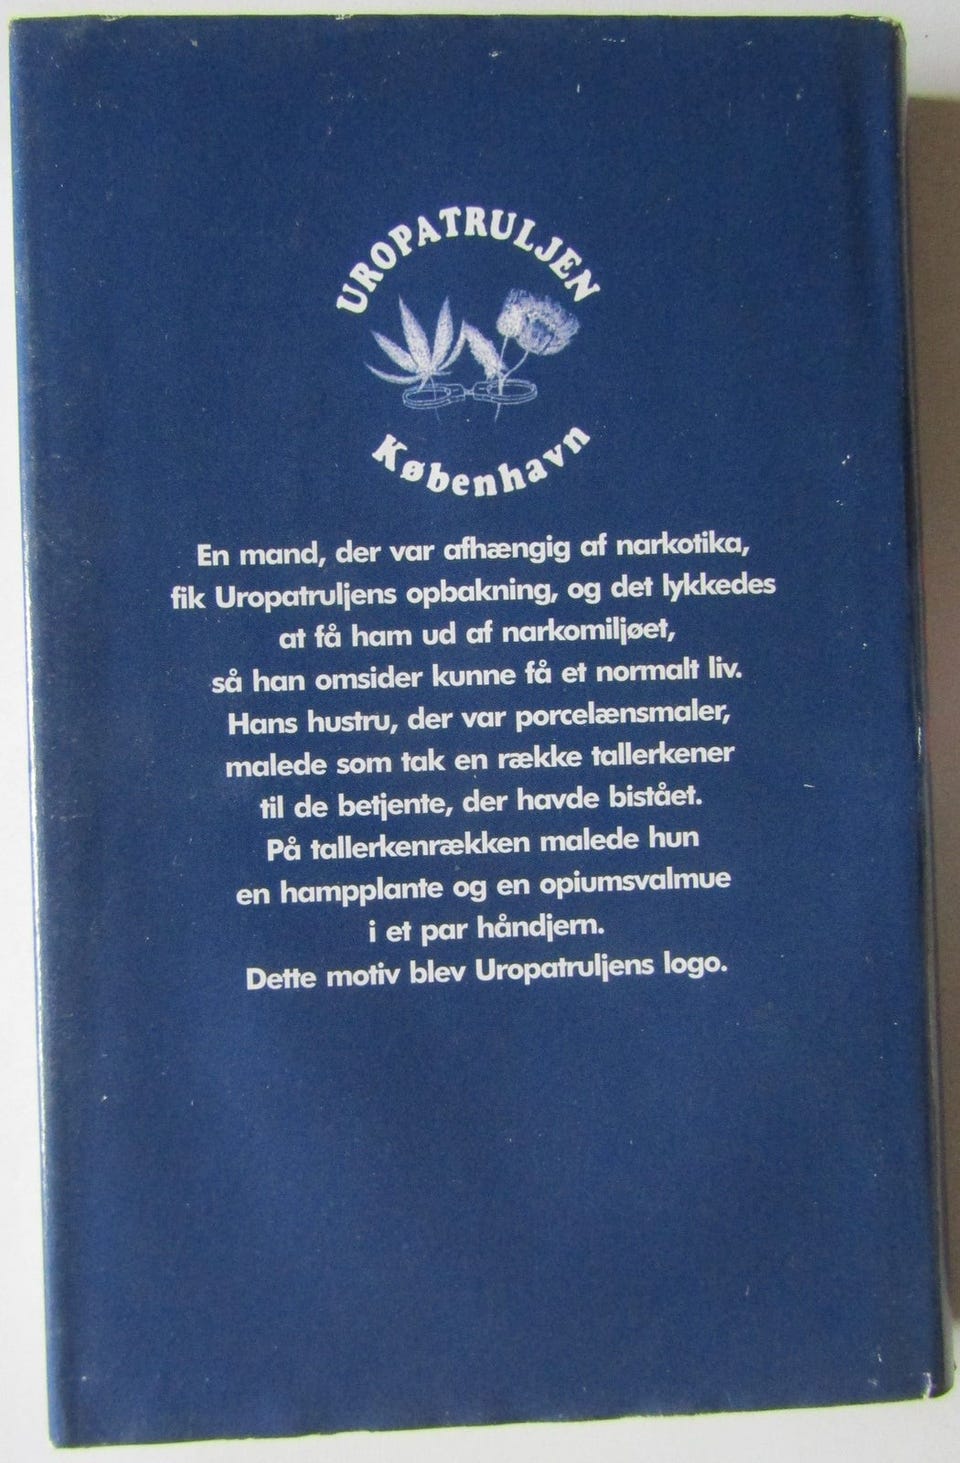 UROPATRULJEN
København
En mand, der var afhængig af narkotika,
fik Uropatruljens opbakning, og det lykkedes
at få ham ud af narkomiljøet,
så han omsider kunne få et normalt liv.
Hans hustru, der var porcelænsmaler,
malede som tak en række tallerkener
til de betjente, der havde bistået.
På tallerkenrækken malede hun
en hampplante og en opiumsvalmue
i et par håndjern.
Dette motiv blev Uropatruljens logo.